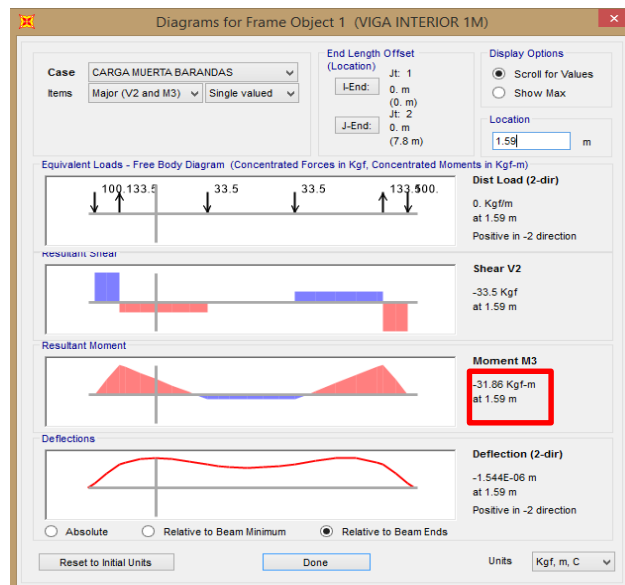 Diagrams for Frame Object 1 (VIGA INTERIOR 1M)
Case CARGA MUERTA BARANDAS
Items Major (V2 and M3) Single valued
End Length Offset
(Location)
Jt: 1
I-End: 0. m
(0. m)
Jt: 2
J-End: 0. m
(7.8 m)
Display Options
Scroll for Values
Show Max
Location
1.59 m
Equivalent Loads - Free Body Diagram (Concentrated Forces in Kgf, Concentrated Moments in Kgf-m)
100. 133.5 33.5 33.5 133.5 100.
Dist Load (2-dir)
0. Kgf/m
at 1.59 m
Positive in -2 direction
Resultant Shear
Shear V2
-33.5 Kgf
at 1.59 m
Resultant Moment
Moment M3
-31.86 Kgf-m
at 1.59 m
Deflections
Deflection (2-dir)
-1.544E-06 m
at 1.59 m
Positive in -2 direction
Absolute Relative to Beam Minimum Relative to Beam Ends
Reset to Initial Units Done Units Kgf, m, C